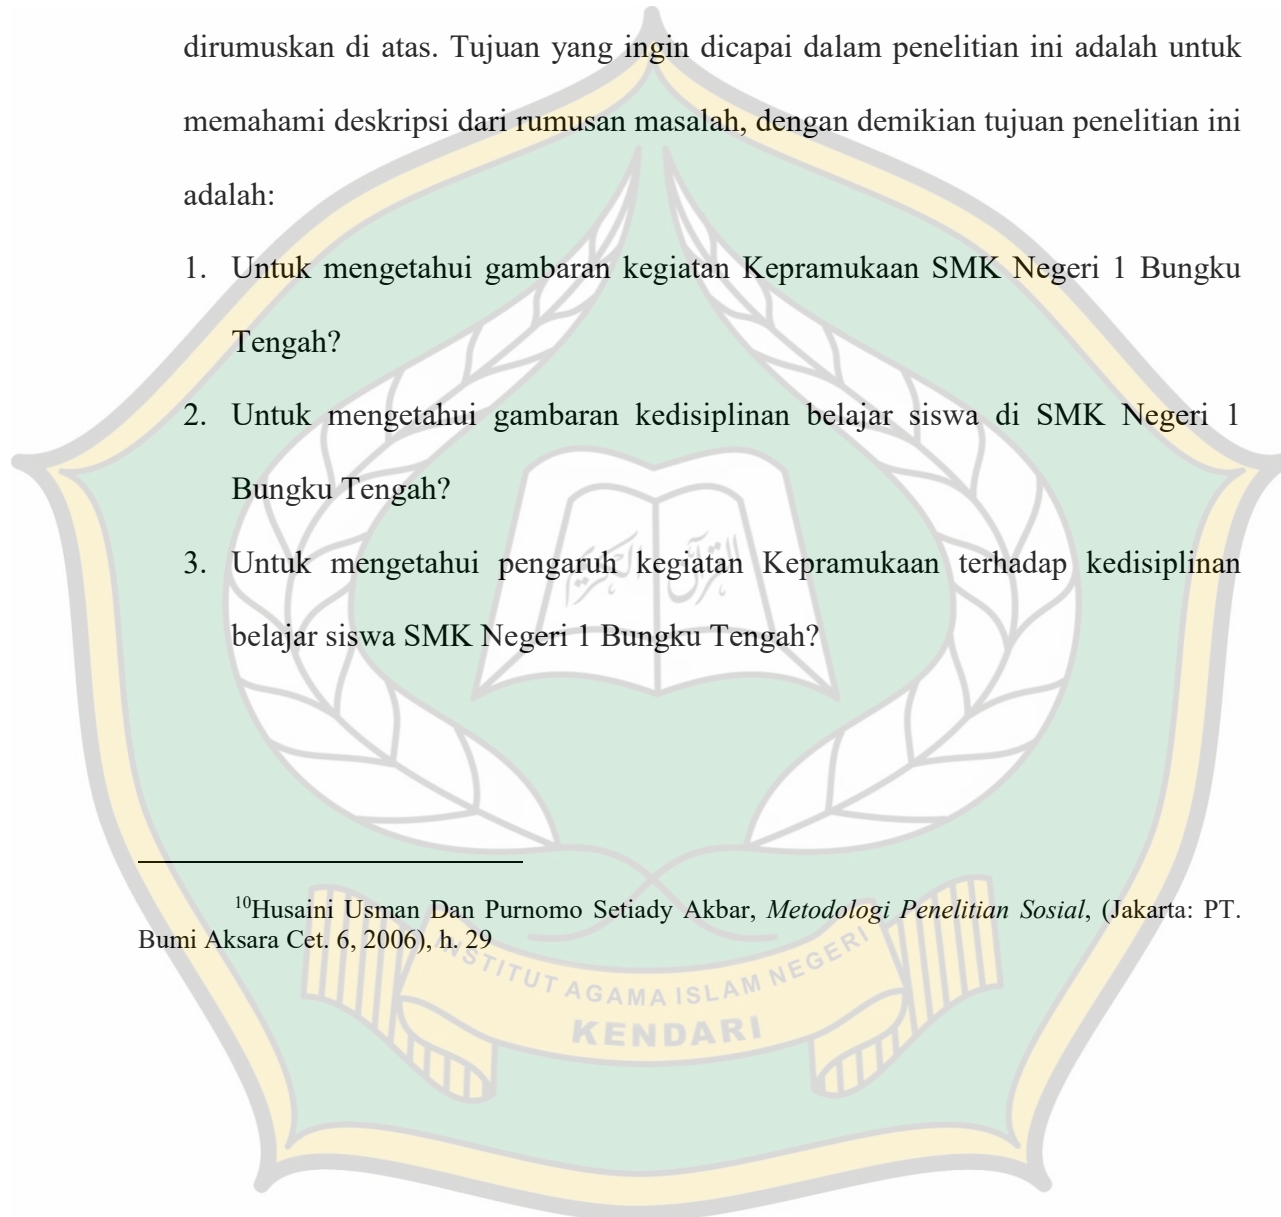 dirumuskan di atas. Tujuan yang ingin dicapai dalam penelitian ini adalah untuk
memahami deskripsi dari rumusan masalah, dengan demikian tujuan penelitian ini
adalah:
1. Untuk mengetahui gambaran kegiatan Kepramukaan SMK Negeri 1 Bungku
Tengah?
2. Untuk mengetahui gambaran kedisiplinan belajar siswa di SMK Negeri 1
Bungku Tengah?
3. Untuk mengetahui pengaruh kegiatan Kepramukaan terhadap kedisiplinan
القرآن الكريم
belajar siswa SMK Negeri 1 Bungku Tengah?
¹⁰Husaini Usman Dan Purnomo Setiady Akbar, Metodologi Penelitian Sosial, (Jakarta: PT.
Bumi Aksara Cet. 6, 2006), h. 29
INSTITUT AGAMA ISLAM NEGERI
KENDARI